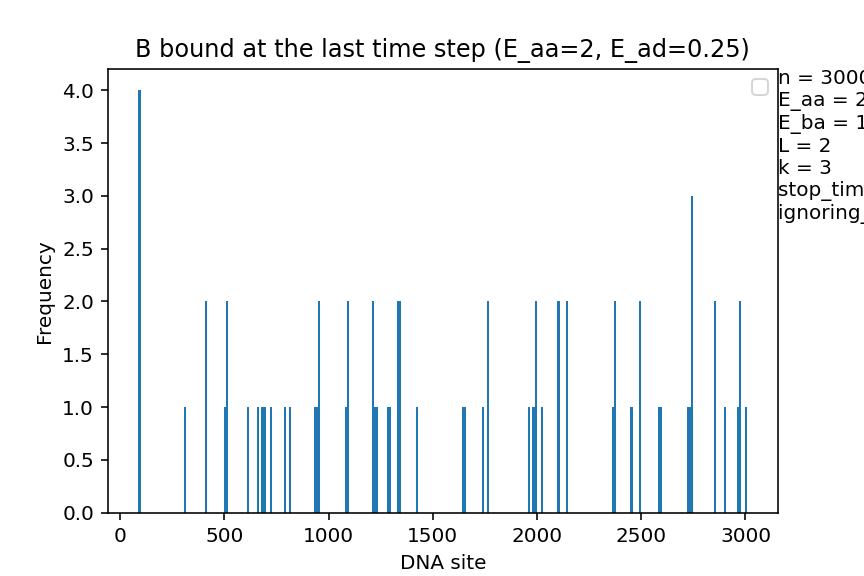 B bound at the last time step (E_aa=2, E_ad=0.25)
n = 3000
E_aa = 2
E_ba = 1
L = 2
k = 3
stop_tim
ignoring_
4.0
3.5
3.0
2.5
2.0
1.5
1.0
0.5
0.0
Frequency
0 500 1000 1500 2000 2500 3000
DNA site